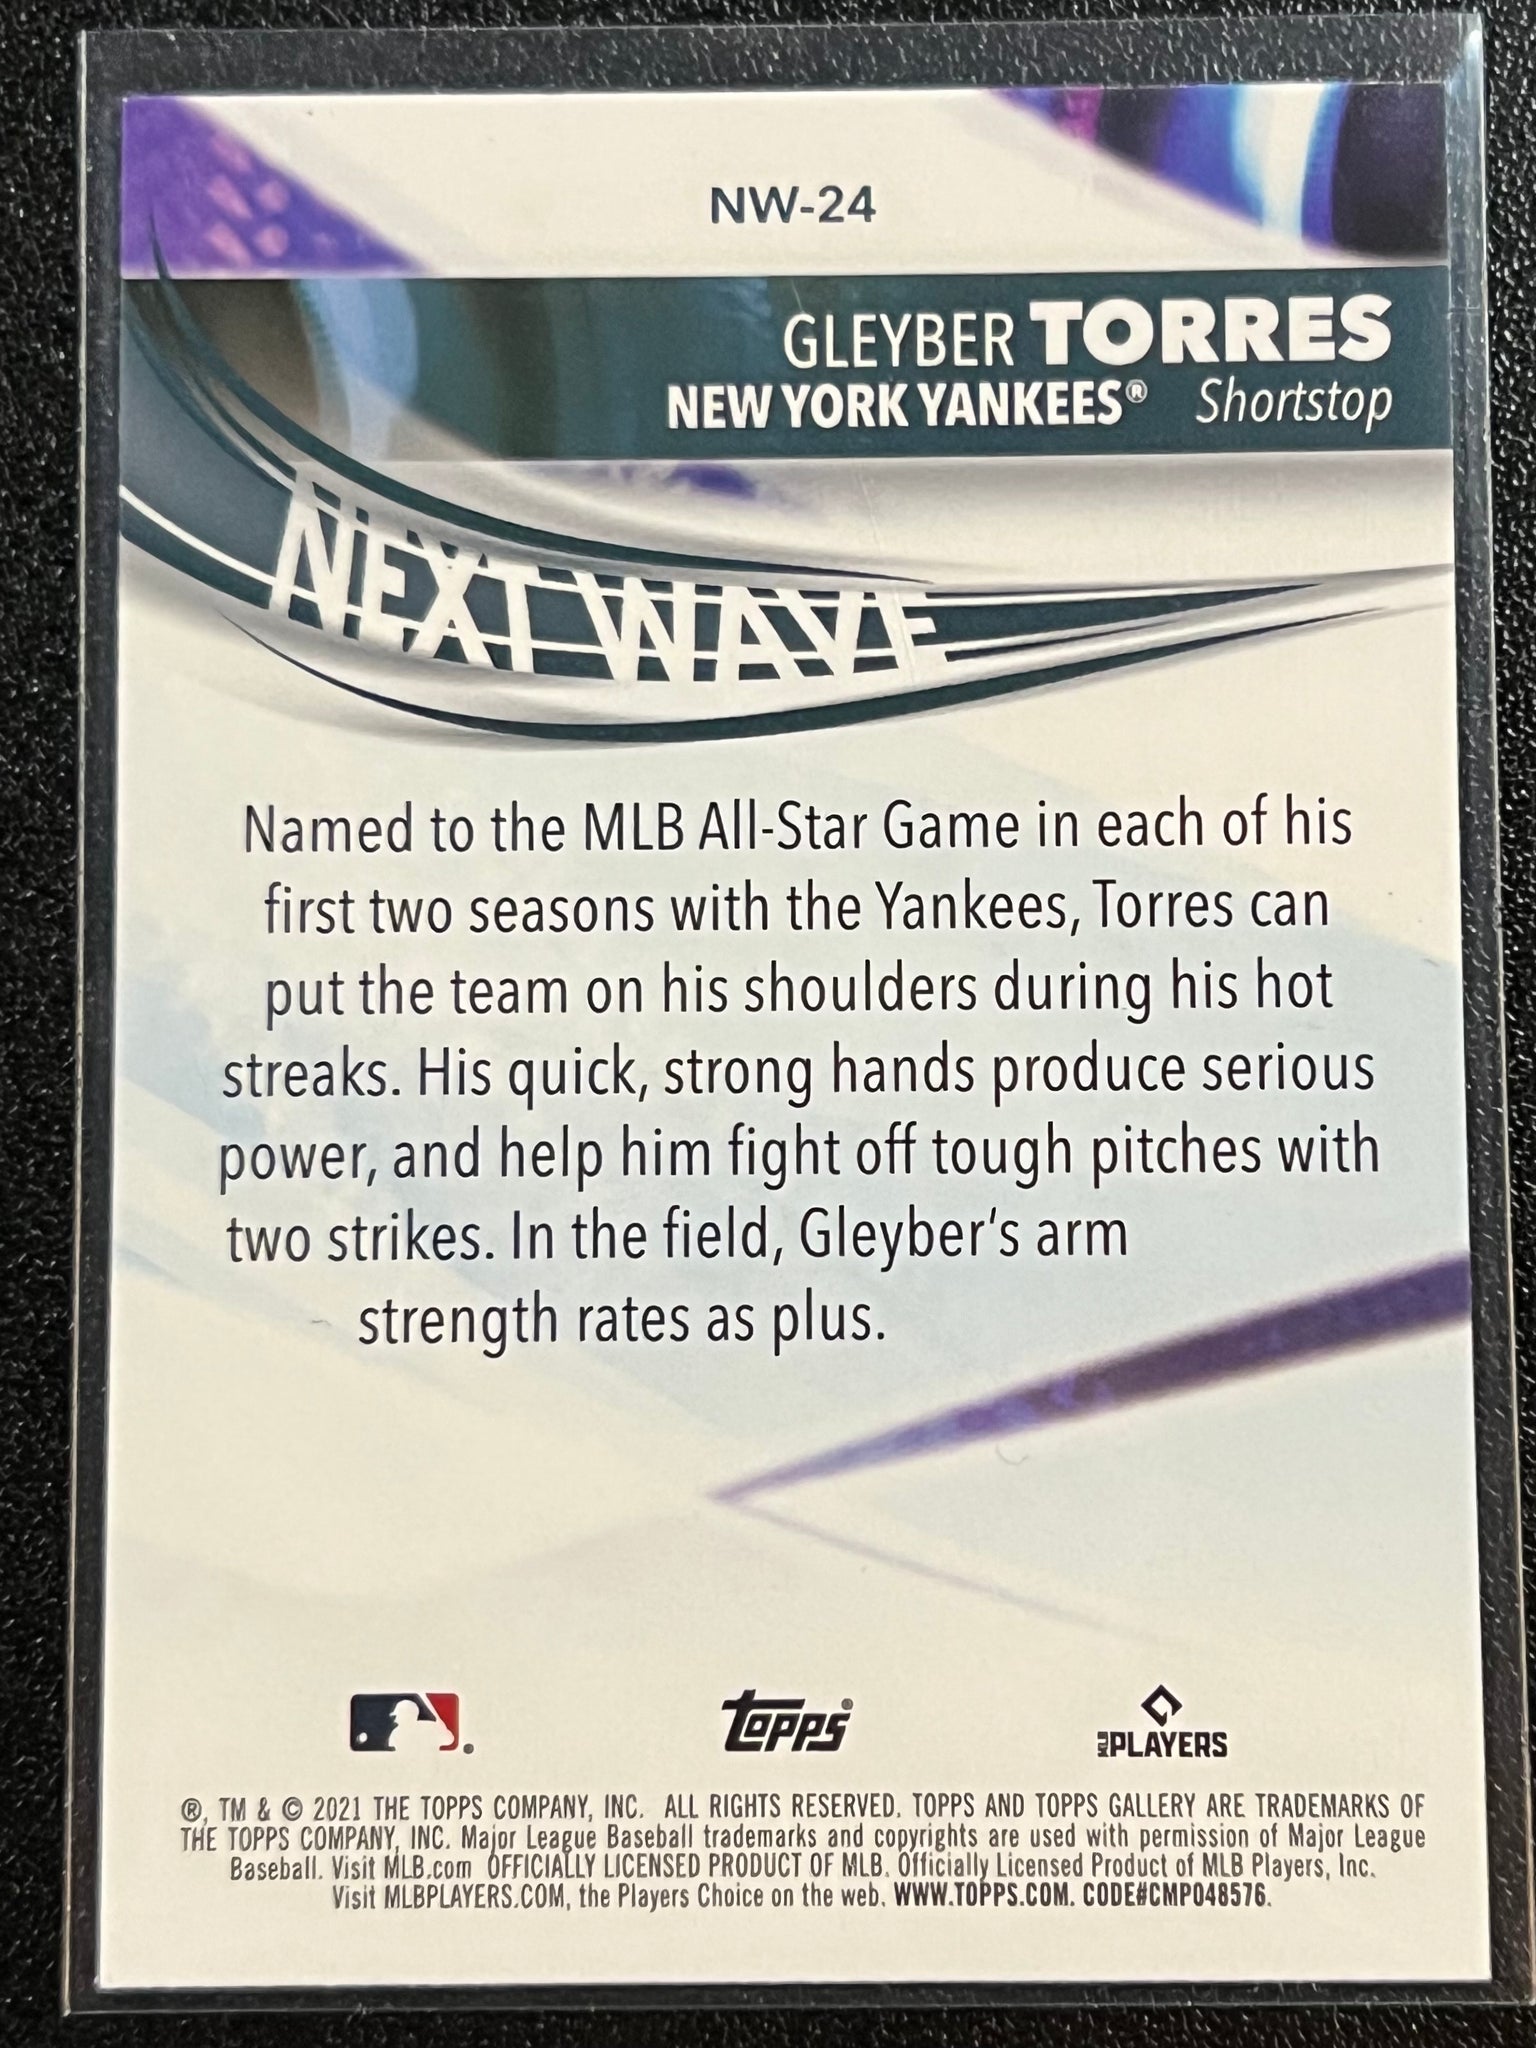 NW-24
GLEYBER TORRES
NEW YORK YANKEES® Shortstop
NEXT WAVE
Named to the MLB All-Star Game in each of his
first two seasons with the Yankees, Torres can
put the team on his shoulders during his hot
streaks. His quick, strong hands produce serious
power, and help him fight off tough pitches with
two strikes. In the field, Gleyber's arm
strength rates as plus.
topps® MLB PLAYERS
®, TM & © 2021 THE TOPPS COMPANY, INC. ALL RIGHTS RESERVED. TOPPS AND TOPPS GALLERY ARE TRADEMARKS OF
THE TOPPS COMPANY, INC. Major League Baseball trademarks and copyrights are used with permission of Major League
Baseball. Visit MLB.com OFFICIALLY LICENSED PRODUCT OF MLB. Officially Licensed Product of MLB Players, Inc.
Visit MLBPLAYERS.COM, the Players Choice on the web. WWW.TOPPS.COM. CODE#CMP048576.